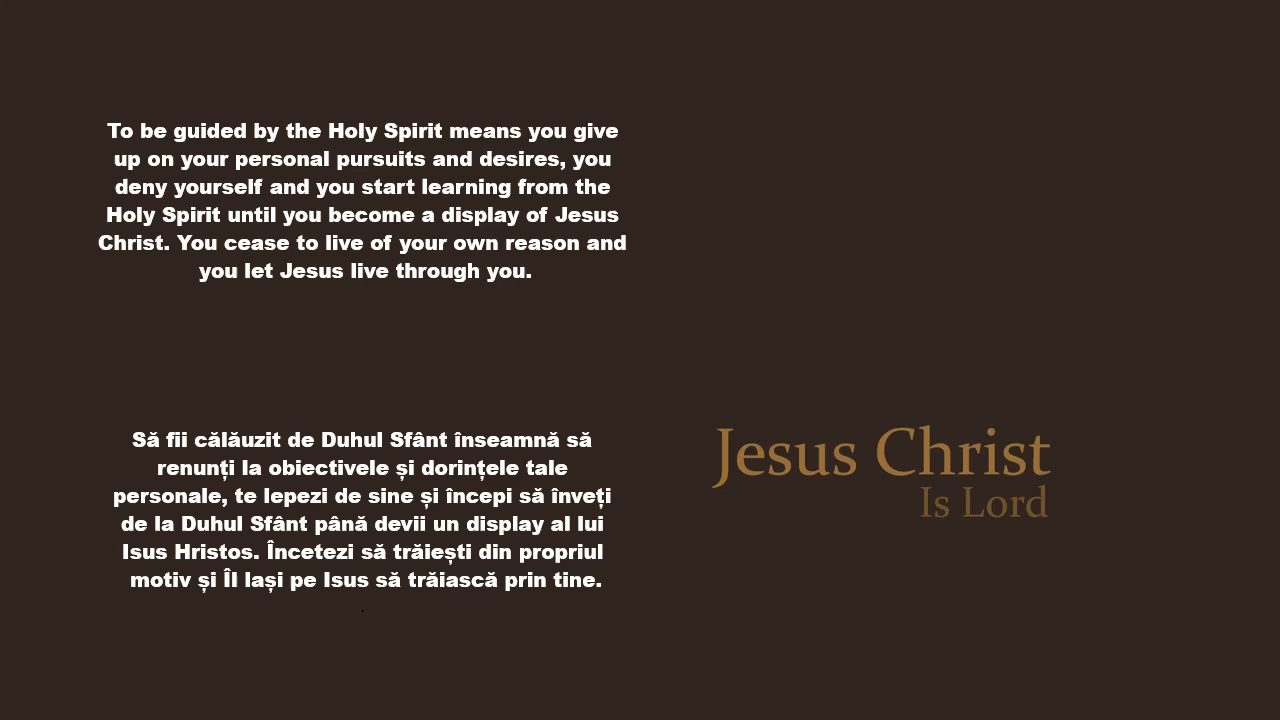 To be guided by the Holy Spirit means you give
up on your personal pursuits and desires, you
deny yourself and you start learning from the
Holy Spirit until you become a display of Jesus
Christ. You cease to live of your own reason and
you let Jesus live through you.
Să fii călăuzit de Duhul Sfânt înseamnă să
renunți la obiectivele și dorințele tale
personale, te lepezi de sine și începi să înveți
de la Duhul Sfânt până devii un display al lui
Isus Hristos. Încetezi să trăiești din propriul
motiv și Îl lași pe Isus să trăiască prin tine.
.
Jesus Christ
Is Lord